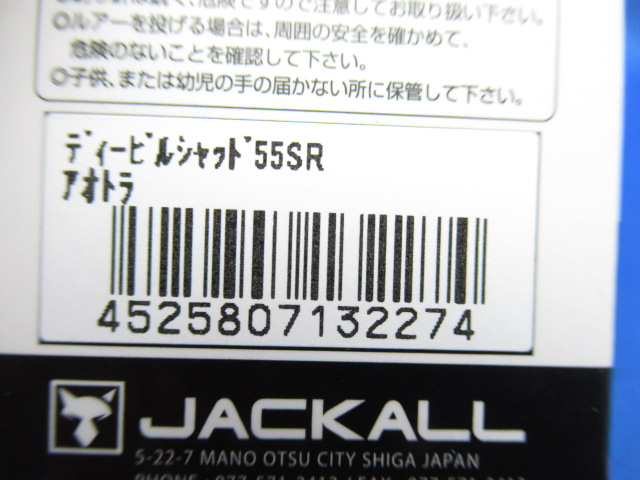 危険ですので注意してお取り扱い下さい。
○ルアーを投げる場合は、周囲の安全を確かめて、
危険のないことを確認して下さい。
○子供、または幼児の手の届かない所に保管して下さい。
ディービルシャッド55SR
アオトラ
4525807132274
JACKALL
5-22-7 MANO OTSU CITY SHIGA JAPAN